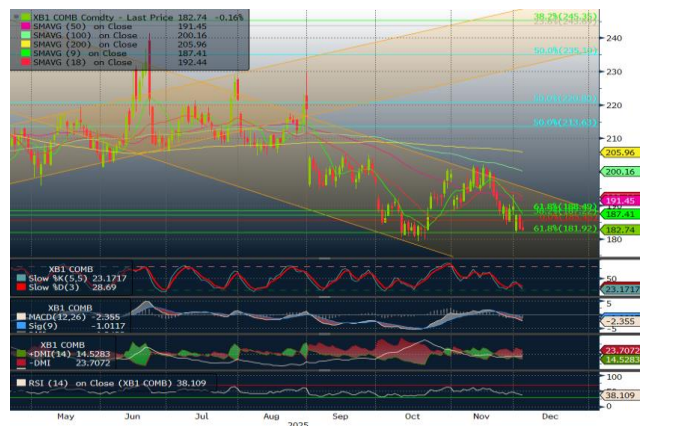 XB1 COMB Comdty - Last Price 182.74 -0.16%
SMAVG (50) on Close 191.45
SMAVG (100) on Close 200.16
SMAVG (200) on Close 205.96
SMAVG (9) on Close 187.41
SMAVG (18) on Close 192.44
38.2%(245.25)
50.0%
240
230
220
50.0%(213.63)
210
205.96
200.16
191.45
190
61.8%(188.49)
187.41
182.74
61.8%(181.92)
180
XB1 COMB
Slow %K(5,5) 23.1717
Slow %D(3) 28.69
50
23.1717
XB1 COMB
MACD(12,26) -2.355
Sig(9) -1.0117
5
-2.355
-5
XB1 COMB
+DMI(14) 14.5283
-DMI 23.7072
23.7072
14.5283
RSI (14) on Close (XB1 COMB) 38.109
100
38.109
0
May Jun Jul Aug Sep Oct Nov Dec
2025